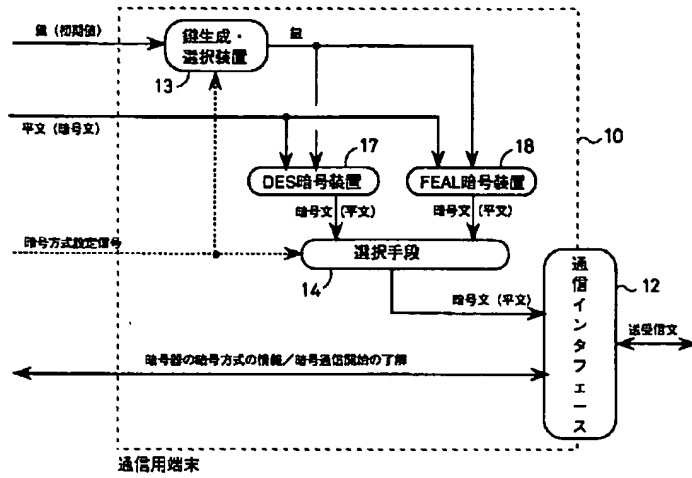 値（初期値）
鍵生成・
選択装置
鍵
13
平文（暗号文）
17
18
10
DES暗号装置
FEAL暗号装置
暗号文（平文）
暗号文（平文）
暗号方式設定信号
選択手段
14
12
通信インタフェース
暗号文（平文）
送受信文
暗号器の暗号方式の情報／暗号通信開始の了解
通信用端末